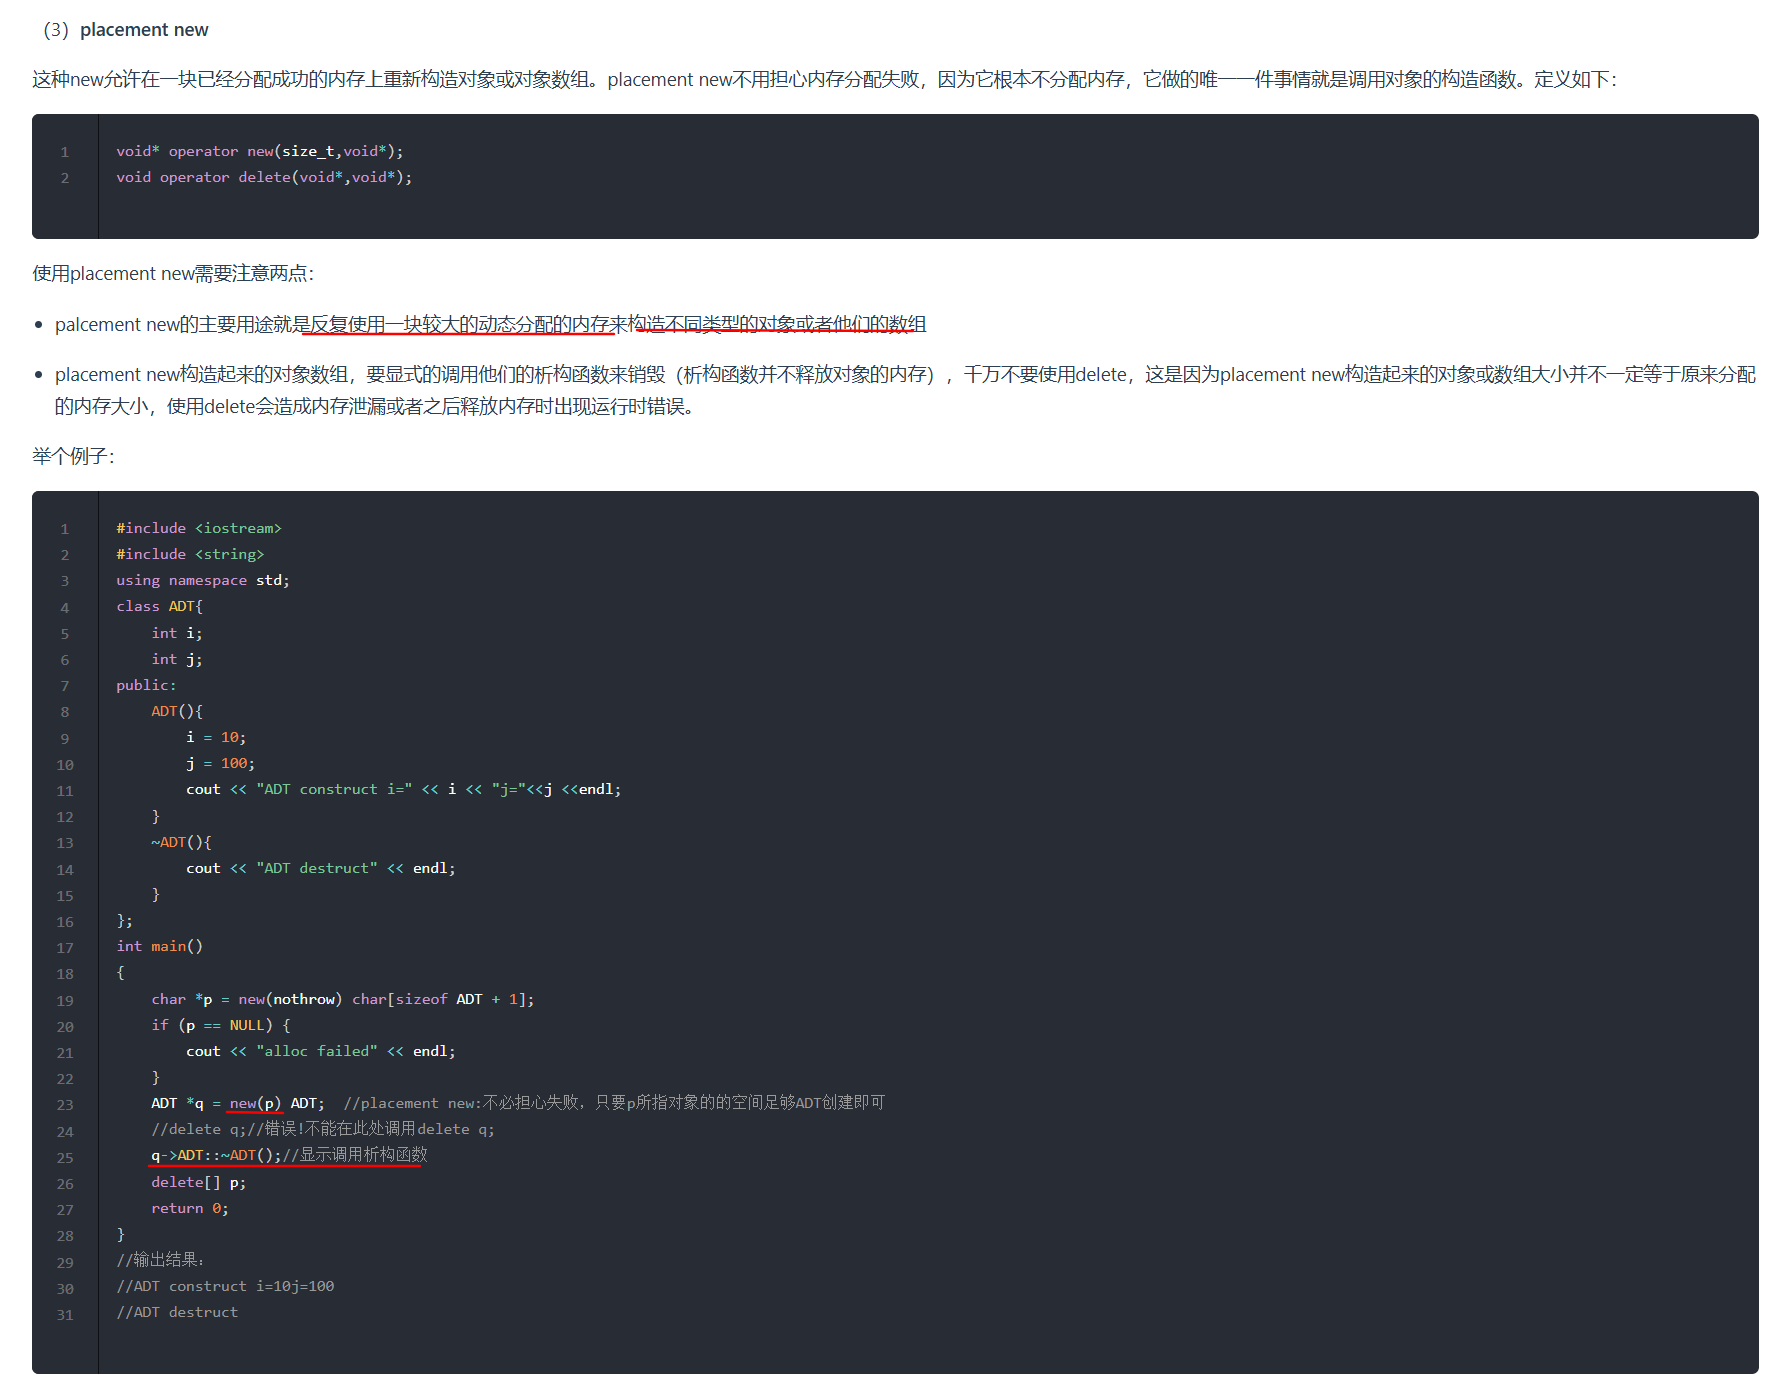 （3）placement new
这种new允许在一块已经分配成功的内存上重新构造对象或对象数组。placement new不用担心内存分配失败，因为它根本不分配内存，它做的唯一一件事情就是调用对象的构造函数。定义如下：
1 void* operator new(size_t,void*);
2 void operator delete(void*,void*);
使用placement new需要注意两点：
• palcement new的主要用途就是反复使用一块较大的动态分配的内存来构造不同类型的对象或者他们的数组
• placement new构造起来的对象数组，要显式的调用他们的析构函数来销毁（析构函数并不释放对象的内存），千万不要使用delete，这是因为placement new构造起来的对象或数组大小并不一定等于原来分配
的内存大小，使用delete会造成内存泄漏或者之后释放内存时出现运行时错误。
举个例子：
1 #include <iostream>
2 #include <string>
3 using namespace std;
4 class ADT{
5     int i;
6     int j;
7 public:
8     ADT(){
9         i = 10;
10         j = 100;
11         cout << "ADT construct i=" << i << "j="<<j <<endl;
12     }
13     ~ADT(){
14         cout << "ADT destruct" << endl;
15     }
16 };
17 int main()
18 {
19     char *p = new(nothrow) char[sizeof ADT + 1];
20     if (p == NULL) {
21         cout << "alloc failed" << endl;
22     }
23     ADT *q = new(p) ADT;  //placement new:不必担心失败，只要p所指对象的的空间足够ADT创建即可
24     //delete q;//错误!不能在此处调用delete q;
25     q->ADT::~ADT();//显示调用析构函数
26     delete[] p;
27     return 0;
28 }
29 //输出结果：
30 //ADT construct i=10j=100
31 //ADT destruct